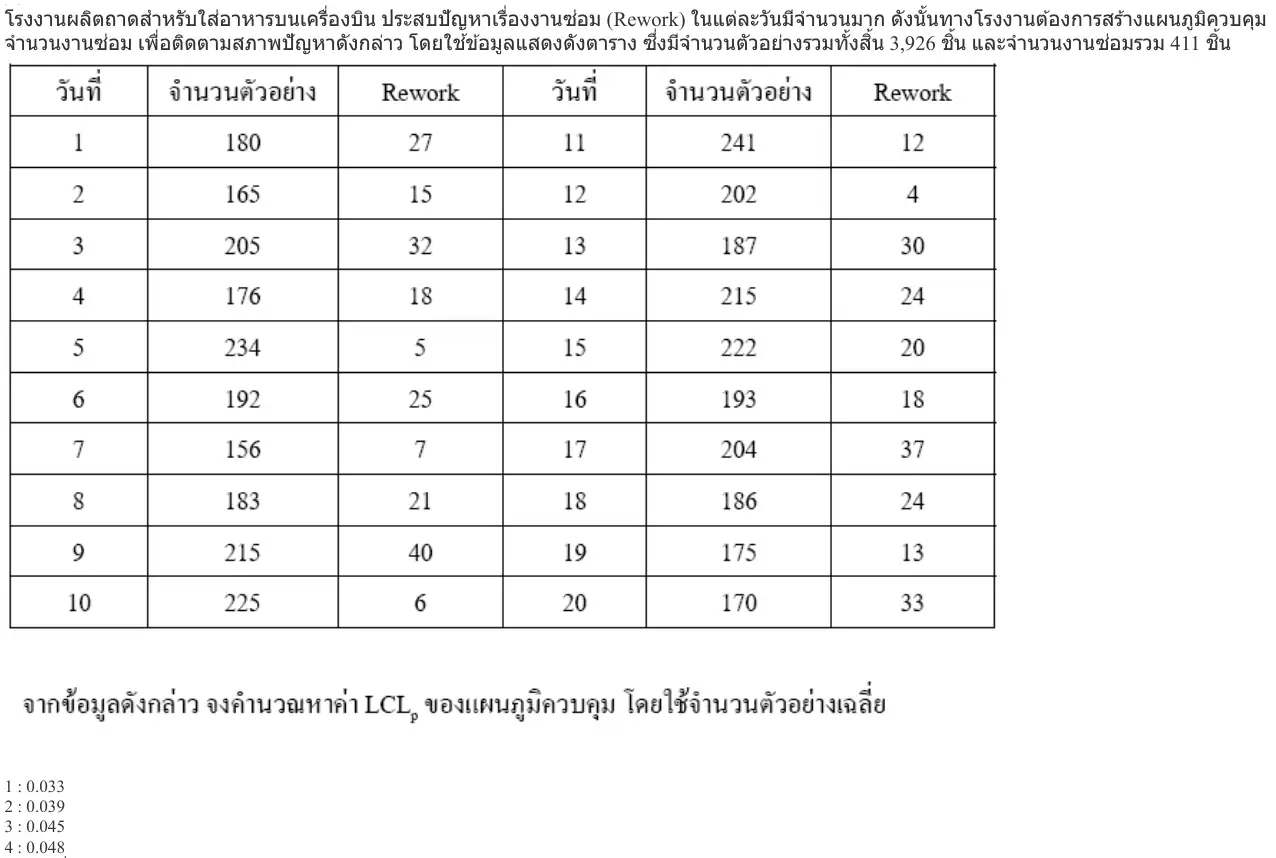 โรงงานผลิตถาดสำหรับใส่อาหารบนเครื่องบิน ประสบปัญหาเรื่องงานซ่อม (Rework) ในแต่ละวันมีจำนวนมาก ดังนั้นทางโรงงานต้องการสร้างแผนภูมิควบคุม
จำนวนงานซ่อม เพื่อติดตามสภาพปัญหาดังกล่าว โดยใช้ข้อมูลแสดงดังตาราง ซึ่งมีจำนวนตัวอย่างรวมทั้งสิ้น 3,926 ชิ้น และจำนวนงานซ่อมรวม 411 ชิ้น
วันที่ จำนวนตัวอย่าง Rework วันที่ จำนวนตัวอย่าง Rework
1 180 27 11 241 12
2 165 15 12 202 4
3 205 32 13 187 30
4 176 18 14 215 24
5 234 5 15 222 20
6 192 25 16 193 18
7 156 7 17 204 37
8 183 21 18 186 24
9 215 40 19 175 13
10 225 6 20 170 33
จากข้อมูลดังกล่าว จงคำนวณหาค่า LCLp ของแผนภูมิควบคุม โดยใช้จำนวนตัวอย่างเฉลี่ย
1 : 0.033
2 : 0.039
3 : 0.045
4 : 0.048